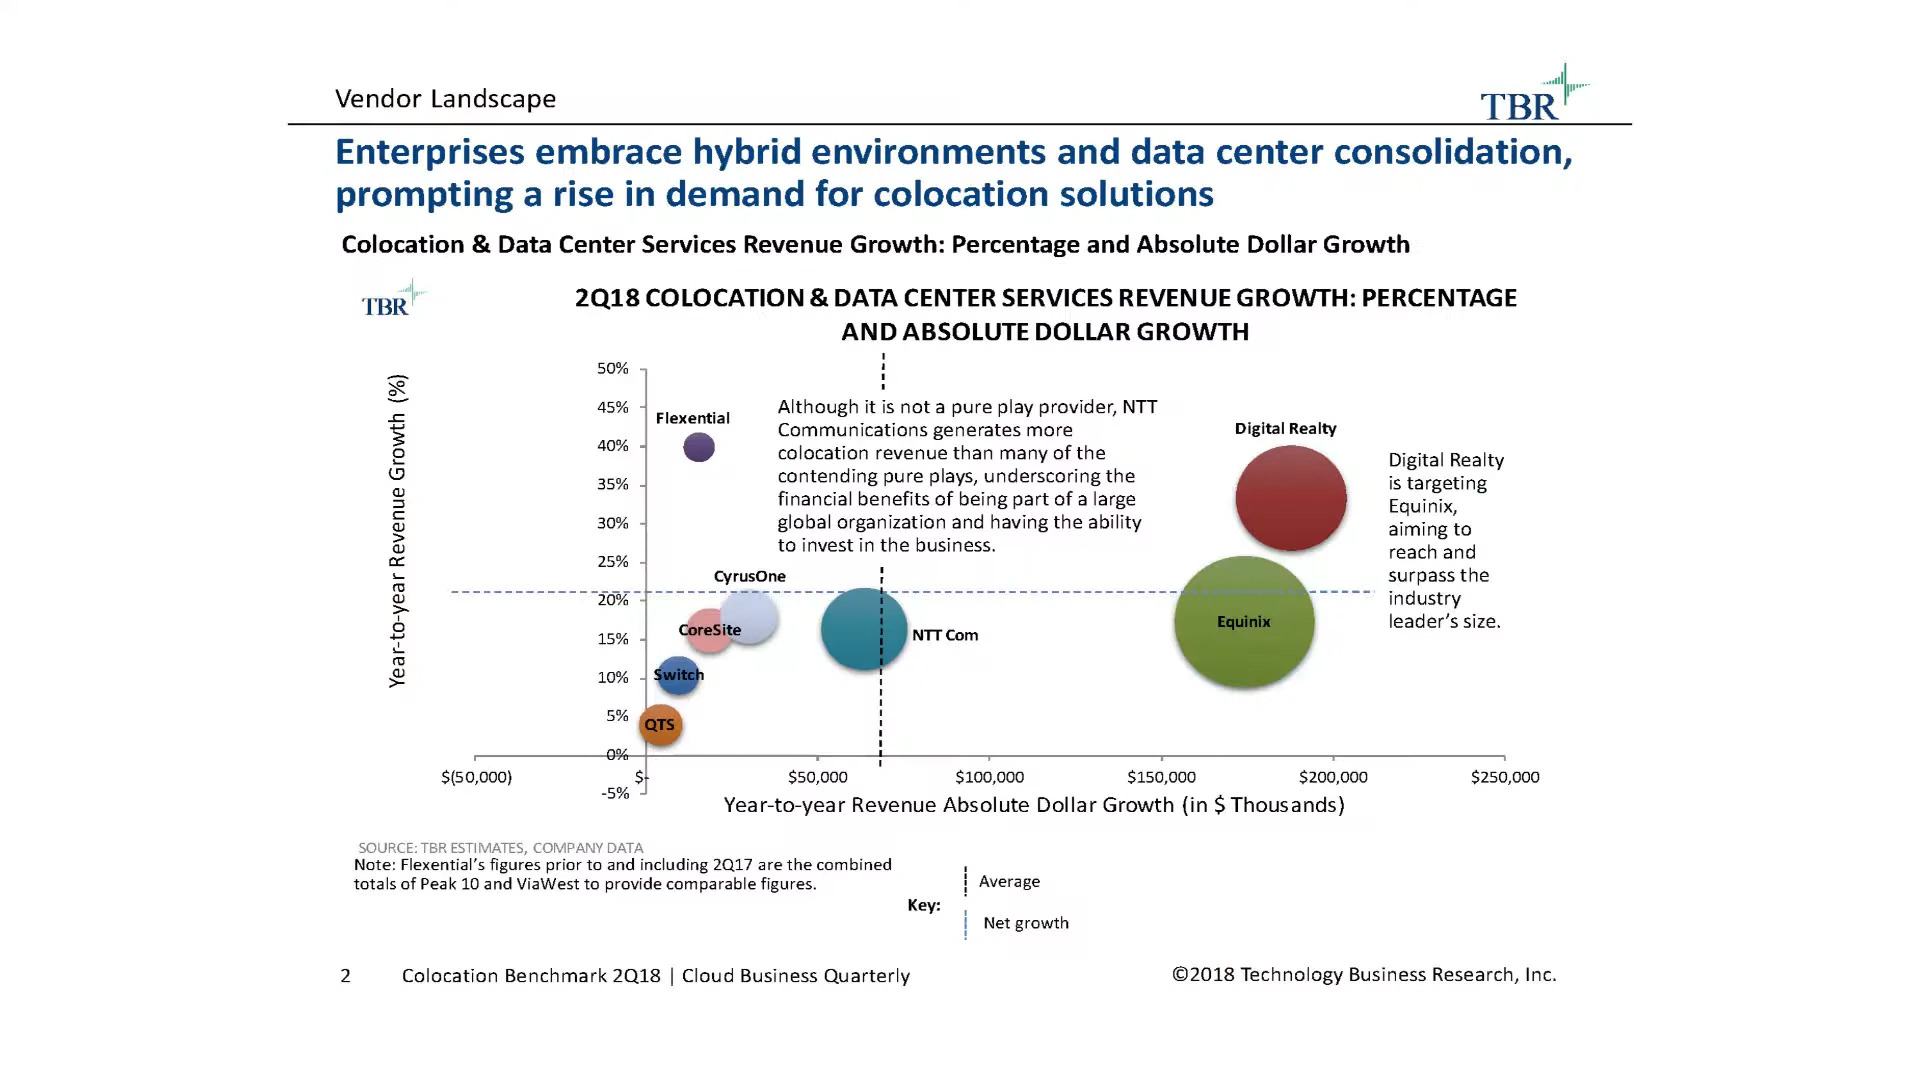 Vendor Landscape
TBR
Enterprises embrace hybrid environments and data center consolidation,
prompting a rise in demand for colocation solutions
Colocation & Data Center Services Revenue Growth: Percentage and Absolute Dollar Growth
TBR
2Q18 COLOCATION & DATA CENTER SERVICES REVENUE GROWTH: PERCENTAGE
AND ABSOLUTE DOLLAR GROWTH
Year-to-year Revenue Growth (%)
50%
45%
40%
35%
30%
25%
20%
15%
10%
5%
0%
-5%
Flexential
Although it is not a pure play provider, NTT
Communications generates more
colocation revenue than many of the
contending pure plays, underscoring the
financial benefits of being part of a large
global organization and having the ability
to invest in the business.
Digital Realty
Digital Realty
is targeting
Equinix,
aiming to
reach and
surpass the
industry
leader’s size.
CyrusOne
CoreSite
Switch
QTS
NTT Com
Equinix
$(50,000)
$-
$50,000
$100,000
$150,000
$200,000
$250,000
Year-to-year Revenue Absolute Dollar Growth (in $ Thousands)
SOURCE: TBR ESTIMATES, COMPANY DATA
Note: Flexential’s figures prior to and including 2Q17 are the combined
totals of Peak 10 and ViaWest to provide comparable figures.
Key:
Average
Net growth
2
Colocation Benchmark 2Q18 | Cloud Business Quarterly
©2018 Technology Business Research, Inc.